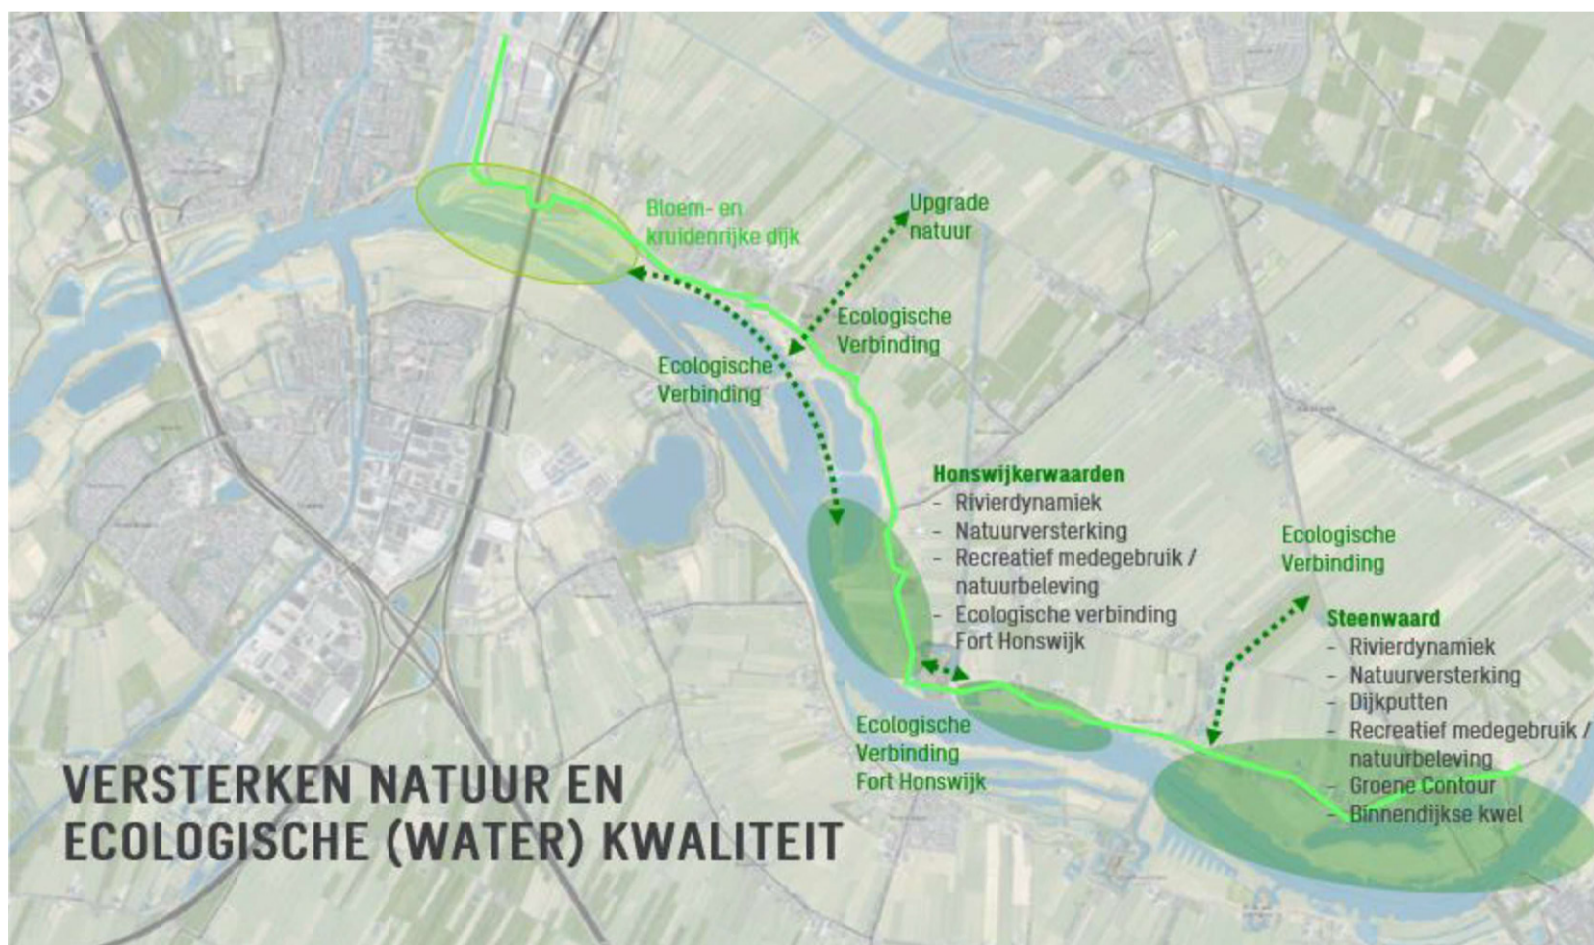 Bloem- en
kruidenrijke dijk
Upgrade
natuur
Ecologische
Verbinding
Ecologische
Verbinding
Honswijkerwaarden
- Rivierdynamiek
- Natuurversterking
- Recreatief medegebruik /
natuurbeleving
- Ecologische verbinding
Fort Honswijk
Ecologische
Verbinding
Steenwaard
- Rivierdynamiek
- Natuurversterking
- Dijkputten
- Recreatief medegebruik /
natuurbeleving
- Groene Contour
- Binnendijkse kwel
Ecologische
Verbinding
Fort Honswijk
VERSTERKEN NATUUR EN
ECOLOGISCHE (WATER) KWALITEIT